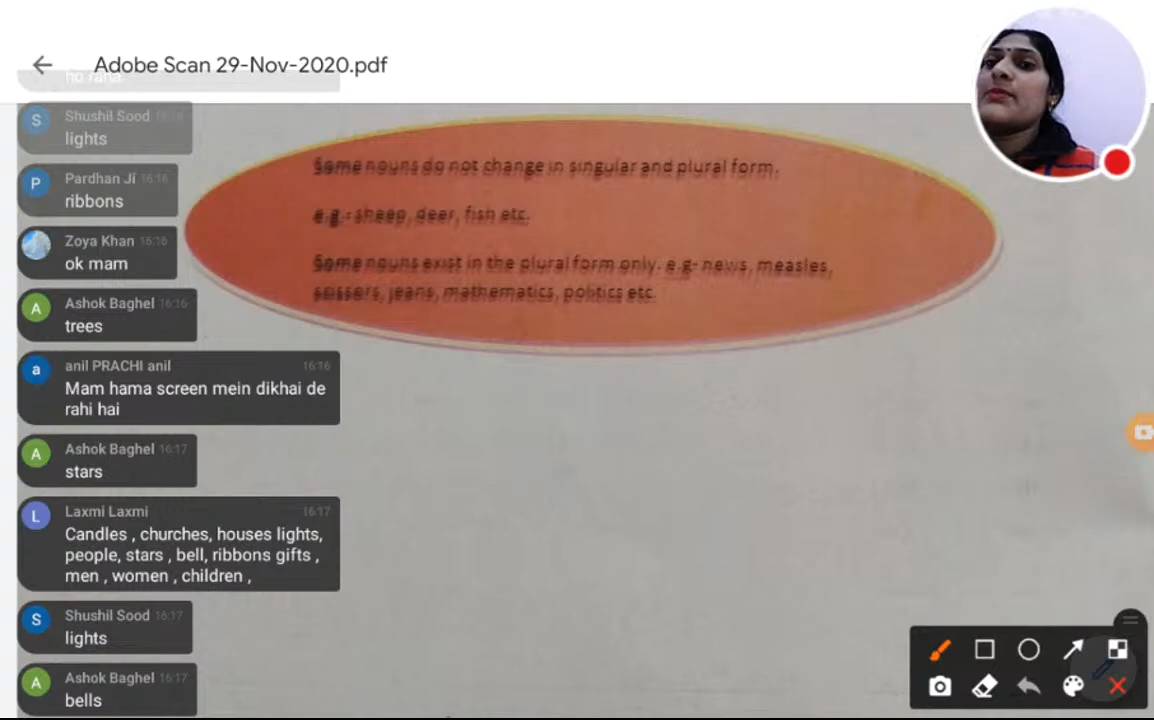 Adobe Scan 29-Nov-2020.pdf
ho raha
Shushil Sood 16:16
lights
Pardhan Ji 16:16
ribbons
Zoya Khan 16:16
ok mam
Ashok Baghel 16:16
trees
anil PRACHI anil 16:16
Mam hama screen mein dikhai de
rahi hai
Ashok Baghel 16:17
stars
Laxmi Laxmi 16:17
Candles , churches, houses lights,
people, stars , bell, ribbons gifts ,
men , women , children ,
Shushil Sood 16:17
lights
Ashok Baghel 16:17
bells
Some nouns do not change in singular and plural form.
e.g.- sheep, deer, fish etc.
Some nouns exist in the plural form only. e.g- news, measles,
scissors, jeans, mathematics, politics etc.